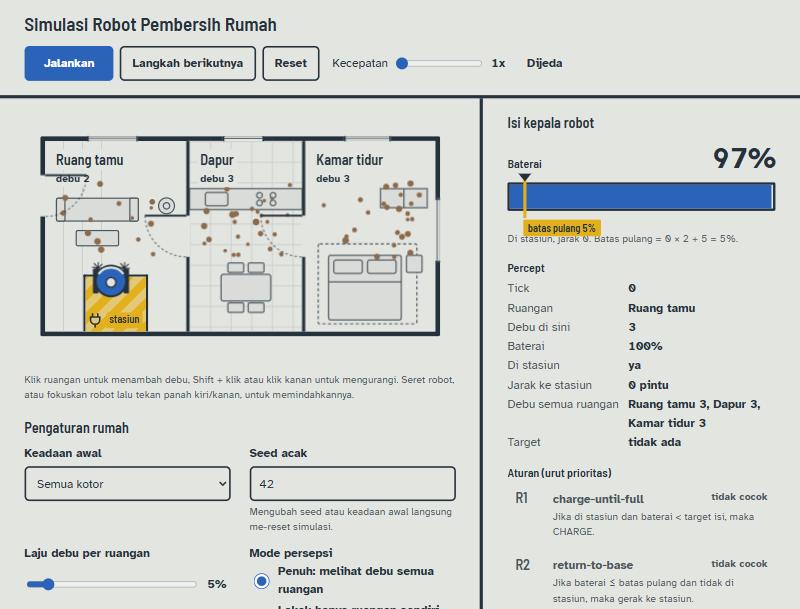 Simulasi Robot Pembersih Rumah
Jalankan
Langkah berikutnya
Reset
Kecepatan
1x
Dijeda
Ruang tamu
debu 2
Dapur
debu 3
Kamar tidur
debu 3
stasiun
Klik ruangan untuk menambah debu, Shift + klik atau klik kanan untuk mengurangi. Seret robot,
atau fokuskan robot lalu tekan panah kiri/kanan, untuk memindahkannya.
Pengaturan rumah
Keadaan awal
Semua kotor
Seed acak
42
Mengubah seed atau keadaan awal langsung
me-reset simulasi.
Laju debu per ruangan
5%
Mode persepsi
Penuh: melihat debu semua
ruangan
Isi kepala robot
Baterai
97%
batas pulang 5%
Di stasiun, jarak 0. Batas pulang = 0 × 2 + 5 = 5%.
Percept
Tick 0
Ruangan Ruang tamu
Debu di sini 3
Baterai 100%
Di stasiun ya
Jarak ke stasiun 0 pintu
Debu semua ruangan Ruang tamu 3, Dapur 3,
Kamar tidur 3
Target tidak ada
Aturan (urut prioritas)
R1 charge-until-full tidak cocok
Jika di stasiun dan baterai < target isi, maka
CHARGE.
R2 return-to-base tidak cocok
Jika baterai ≤ batas pulang dan tidak di
stasiun, maka gerak ke stasiun.